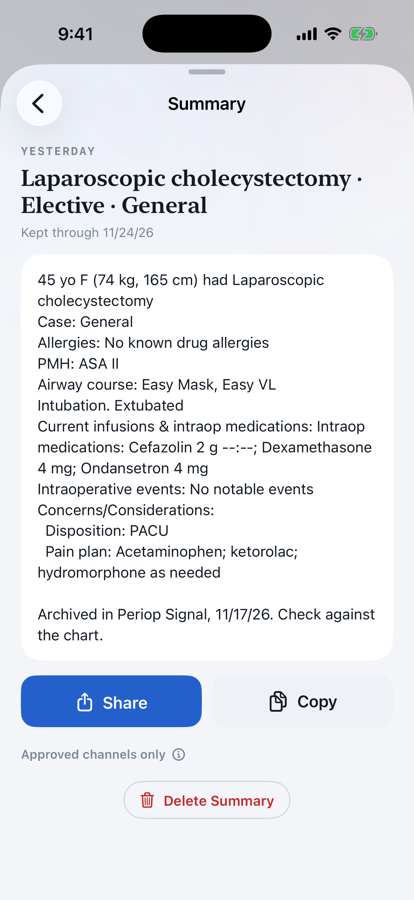 9:41
Summary
YESTERDAY
Laparoscopic cholecystectomy ·
Elective · General
Kept through 11/24/26
45 yo F (74 kg, 165 cm) had Laparoscopic
cholecystectomy
Case: General
Allergies: No known drug allergies
PMH: ASA II
Airway course: Easy Mask, Easy VL
Intubation. Extubated
Current infusions & intraop medications: Intraop
medications: Cefazolin 2 g --:--; Dexamethasone
4 mg; Ondansetron 4 mg
Intraoperative events: No notable events
Concerns/Considerations:
Disposition: PACU
Pain plan: Acetaminophen; ketorolac;
hydromorphone as needed
Archived in Periop Signal, 11/17/26. Check against
the chart.
Share
Copy
Approved channels only
Delete Summary